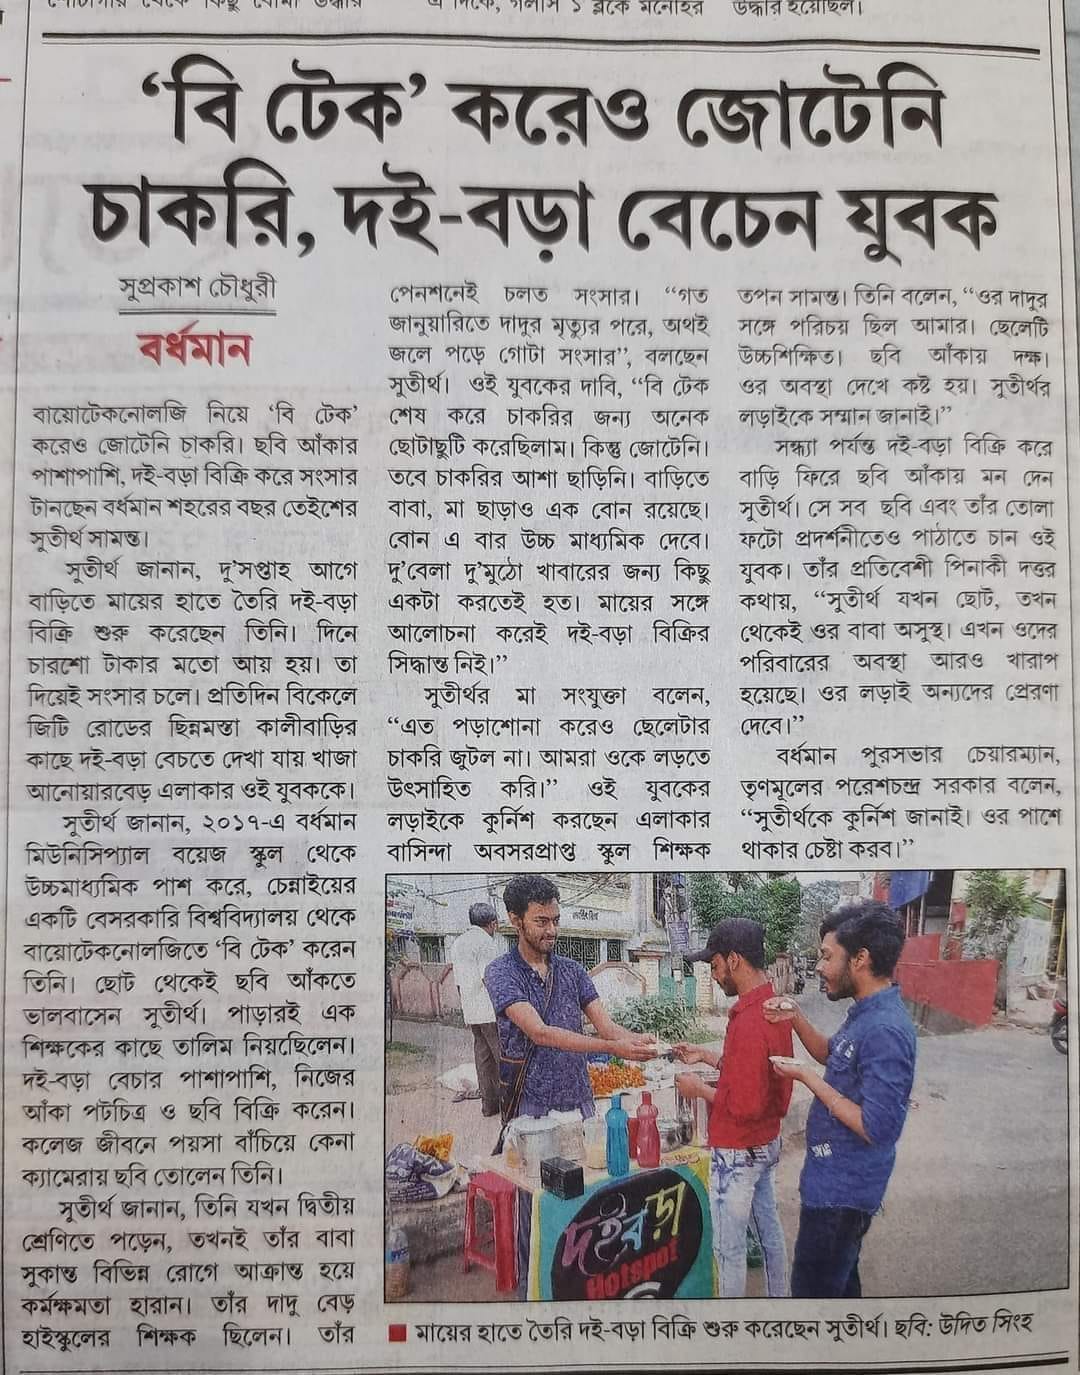 এ দিকে, গলসি ১ ব্লকে মনোহর
উদ্ধার হয়েছিল।
‘বি টেক’ করেও জোটেনি
চাকরি, দই-বড়া বেচেন যুবক
সুপ্রকাশ চৌধুরী
বর্ধমান
বায়োটেকনোলজি নিয়ে ‘বি টেক’
করেও জোটেনি চাকরি। ছবি আঁকার
পাশাপাশি, দই-বড়া বিক্রি করে সংসার
টানছেন বর্ধমান শহরের বছর তেইশের
সুতীর্থ সামন্ত।
সুতীর্থ জানান, দু’সপ্তাহ আগে
বাড়িতে মায়ের হাতে তৈরি দই-বড়া
বিক্রি শুরু করেছেন তিনি। দিনে
চারশো টাকার মতো আয় হয়। তা
দিয়েই সংসার চলে। প্রতিদিন বিকেলে
জিটি রোডের ছিন্নমস্তা কালীবাড়ির
কাছে দই-বড়া বেচতে দেখা যায় খাজা
আনোয়ারবেড় এলাকার ওই যুবককে।
সুতীর্থ জানান, ২০১৭-এ বর্ধমান
মিউনিসিপ্যাল বয়েজ স্কুল থেকে
উচ্চমাধ্যমিক পাশ করে, চেন্নাইয়ের
একটি বেসরকারি বিশ্ববিদ্যালয় থেকে
বায়োটেকনোলজিতে ‘বি টেক’ করেন
তিনি। ছোট থেকেই ছবি আঁকতে
ভালবাসেন সুতীর্থ। পাড়ারই এক
শিক্ষকের কাছে তালিম নিয়েছিলেন।
দই-বড়া বেচার পাশাপাশি, নিজের
আঁকা পটচিত্র ও ছবি বিক্রি করেন।
কলেজ জীবনে পয়সা বাঁচিয়ে কেনা
ক্যামেরায় ছবি তোলেন তিনি।
সুতীর্থ জানান, তিনি যখন দ্বিতীয়
শ্রেণিতে পড়েন, তখনই তাঁর বাবা
সুকান্ত বিভিন্ন রোগে আক্রান্ত হয়ে
কর্মক্ষমতা হারান। তাঁর দাদু বেড়
হাইস্কুলের শিক্ষক ছিলেন। তাঁর
পেনশনেই চলত সংসার। “গত
জানুয়ারিতে দাদুর মৃত্যুর পরে, অথই
জলে পড়ে গোটা সংসার”, বলছেন
সুতীর্থ। ওই যুবকের দাবি, “বি টেক
শেষ করে চাকরির জন্য অনেক
ছোটাছুটি করেছিলাম। কিন্তু জোটেনি।
তবে চাকরির আশা ছাড়িনি। বাড়িতে
বাবা, মা ছাড়াও এক বোন রয়েছে।
বোন এ বার উচ্চ মাধ্যমিক দেবে।
দু’বেলা দু’মুঠো খাবারের জন্য কিছু
একটা করতেই হত। মায়ের সঙ্গে
আলোচনা করেই দই-বড়া বিক্রির
সিদ্ধান্ত নিই।”
সুতীর্থর মা সংযুক্তা বলেন,
“এত পড়াশোনা করেও ছেলেটার
চাকরি জুটল না। আমরা ওকে লড়তে
উৎসাহিত করি।” ওই যুবকের
লড়াইকে কুর্নিশ করছেন এলাকার
বাসিন্দা অবসরপ্রাপ্ত স্কুল শিক্ষক
তপন সামন্ত। তিনি বলেন, “ওর দাদুর
সঙ্গে পরিচয় ছিল আমার। ছেলেটি
উচ্চশিক্ষিত। ছবি আঁকায় দক্ষ।
ওর অবস্থা দেখে কষ্ট হয়। সুতীর্থর
লড়াইকে সম্মান জানাই।”
সন্ধ্যা পর্যন্ত দই-বড়া বিক্রি করে
বাড়ি ফিরে ছবি আঁকায় মন দেন
সুতীর্থ। সে সব ছবি এবং তাঁর তোলা
ফটো প্রদর্শনীতেও পাঠাতে চান ওই
যুবক। তাঁর প্রতিবেশী পিনাকী দত্তর
কথায়, “সুতীর্থ যখন ছোট, তখন
থেকেই ওর বাবা অসুস্থ। এখন ওদের
পরিবারের অবস্থা আরও খারাপ
হয়েছে। ওর লড়াই অন্যদের প্রেরণা
দেবে।”
বর্ধমান পুরসভার চেয়ারম্যান,
তৃণমূলের পরেশচন্দ্র সরকার বলেন,
“সুতীর্থকে কুর্নিশ জানাই। ওর পাশে
থাকার চেষ্টা করব।”
দইবড়া
Hotspot
মায়ের হাতে তৈরি দই-বড়া বিক্রি শুরু করেছেন সুতীর্থ। ছবি: উদিত সিংহ